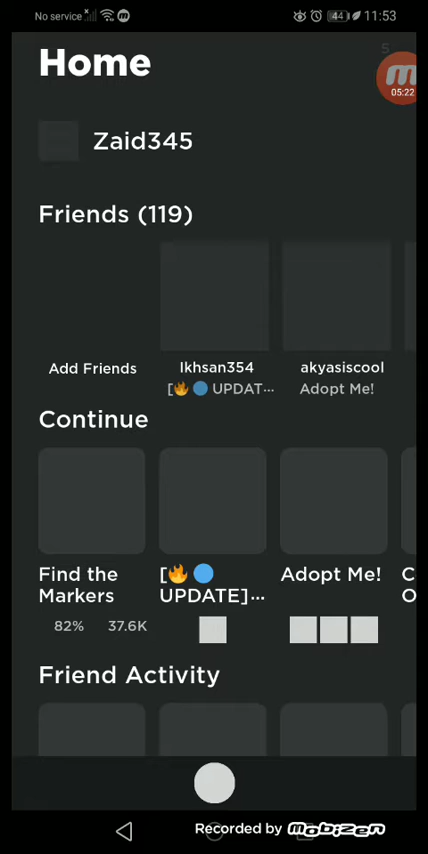 No service
44
11:53
5
Home
05:22
Zaid345
Friends (119)
Add Friends
Ikhsan354
akyasiscool
[🔥 🔵 UPDAT...
Adopt Me!
Continue
Find the
Markers
[🔥 🔵
UPDATE]...
Adopt Me!
C
O
82%
37.6K
Friend Activity
Recorded by mobizen